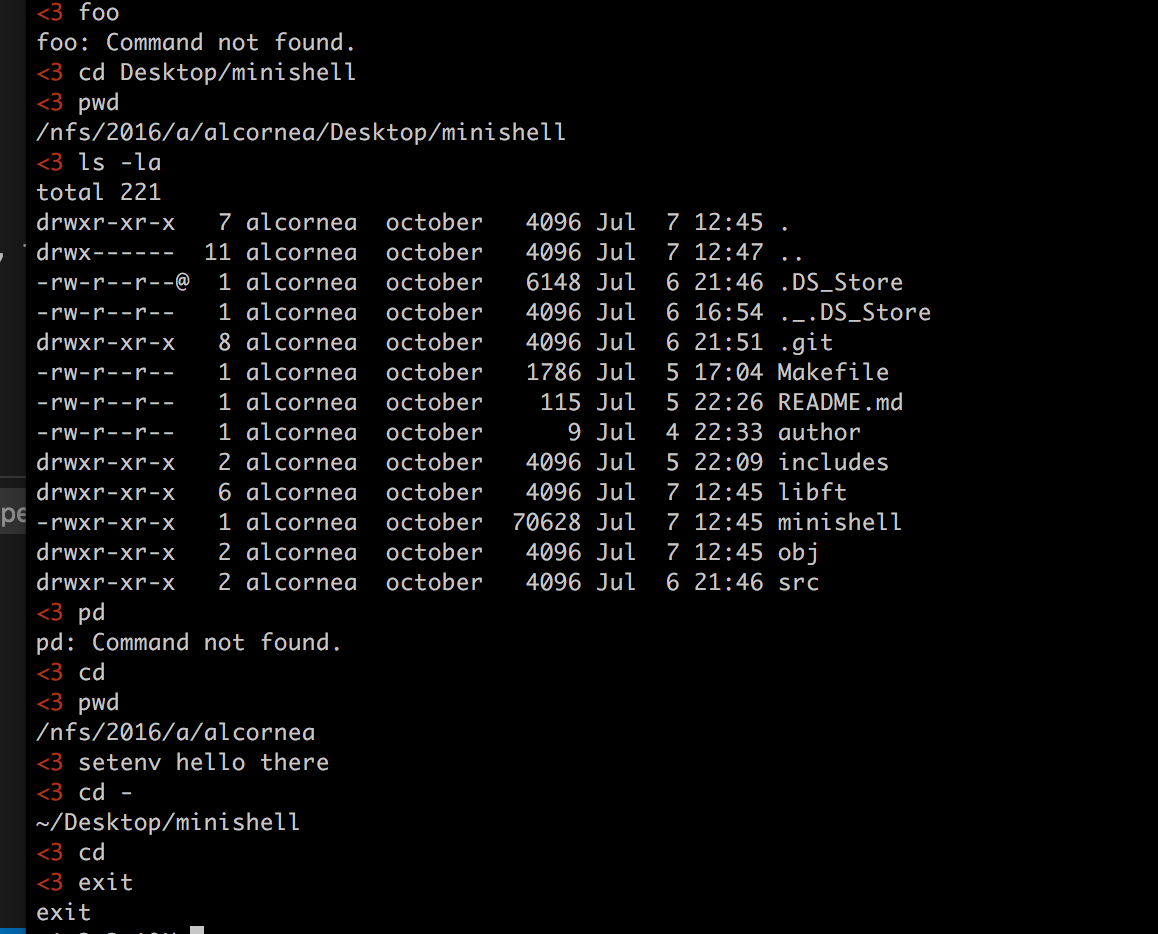 <3 foo
foo: Command not found.
<3 cd Desktop/minishell
<3 pwd
/nfs/2016/a/alcornea/Desktop/minishell
<3 ls -la
total 221
drwxr-xr-x   7 alcornea  october   4096 Jul  7 12:45 .
drwx------  11 alcornea  october   4096 Jul  7 12:47 ..
-rw-r--r--@  1 alcornea  october   6148 Jul  6 21:46 .DS_Store
-rw-r--r--   1 alcornea  october   4096 Jul  6 16:54 ._.DS_Store
drwxr-xr-x   8 alcornea  october   4096 Jul  6 21:51 .git
-rw-r--r--   1 alcornea  october   1786 Jul  5 17:04 Makefile
-rw-r--r--   1 alcornea  october    115 Jul  5 22:26 README.md
-rw-r--r--   1 alcornea  october      9 Jul  4 22:33 author
drwxr-xr-x   2 alcornea  october   4096 Jul  5 22:09 includes
drwxr-xr-x   6 alcornea  october   4096 Jul  7 12:45 libft
-rwxr-xr-x   1 alcornea  october  70628 Jul  7 12:45 minishell
drwxr-xr-x   2 alcornea  october   4096 Jul  7 12:45 obj
drwxr-xr-x   2 alcornea  october   4096 Jul  6 21:46 src
<3 pd
pd: Command not found.
<3 cd
<3 pwd
/nfs/2016/a/alcornea
<3 setenv hello there
<3 cd -
~/Desktop/minishell
<3 cd
<3 exit
exit